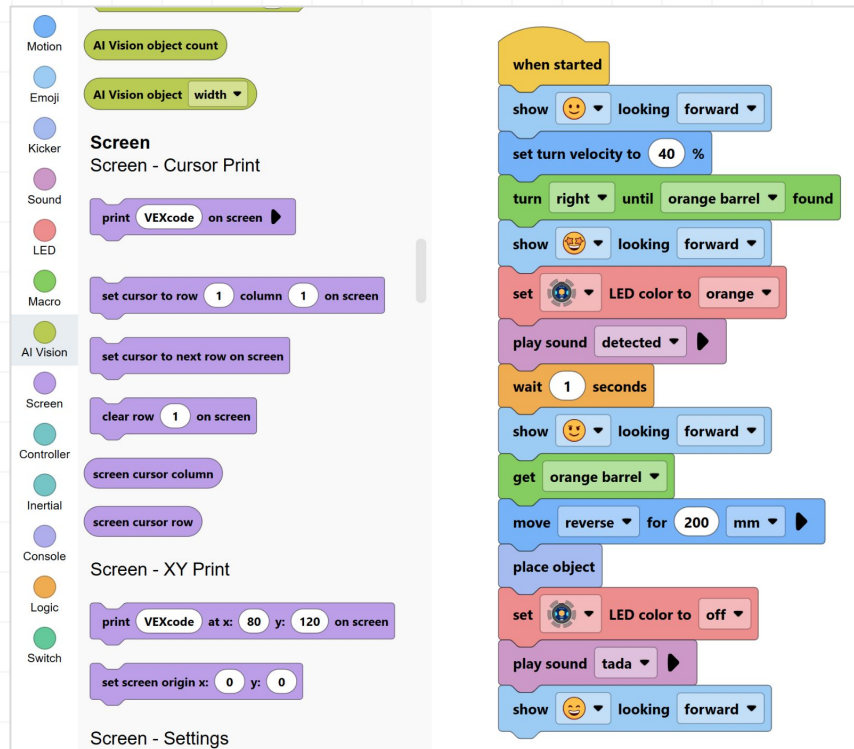 Motion
Emoji
Kicker
Sound
LED
Macro
AI Vision
Screen
Controller
Inertial
Console
Logic
Switch
AI Vision object count
AI Vision object width
Screen
Screen - Cursor Print
print VEXcode on screen
set cursor to row 1 column 1 on screen
set cursor to next row on screen
clear row 1 on screen
screen cursor column
screen cursor row
Screen - XY Print
print VEXcode at x: 80 y: 120 on screen
set screen origin x: 0 y: 0
Screen - Settings
when started
show looking forward
set turn velocity to 40 %
turn right until orange barrel found
show looking forward
set LED color to orange
play sound detected
wait 1 seconds
show looking forward
get orange barrel
move reverse for 200 mm
place object
set LED color to off
play sound tada
show looking forward